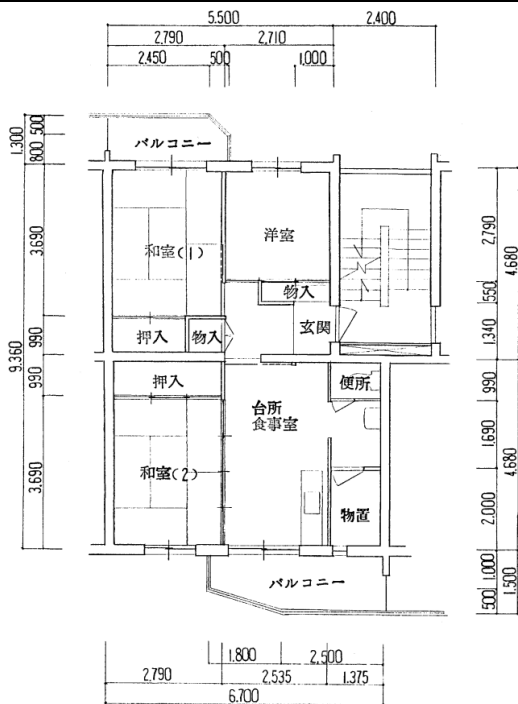 5.500
2.400
2.790
2.710
2.450
500
1.000
1.300
500
800
バルコニー
3.690
和室(1)
洋室
2.790
4.680
物入
550
玄関
1.340
9.360
990
押入
物入
990
押入
便所
990
台所
食事室
1.690
4.680
3.690
和室(2)
物置
2.000
バルコニー
1.000
500
1.500
1.800
2.500
2.790
2.535
1.375
6.700